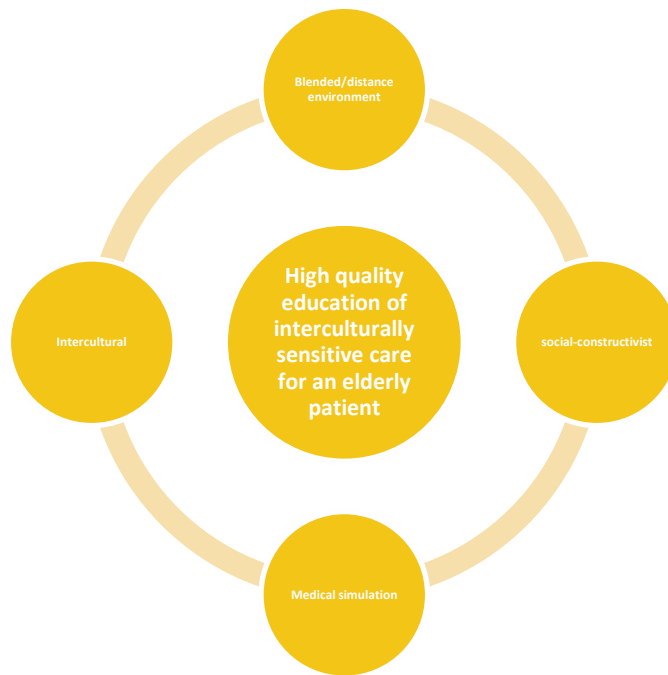 Blended/distance
environment
High quality
education of
interculturally
sensitive care
for an elderly
patient
Intercultural
social-constructivist
Medical simulation